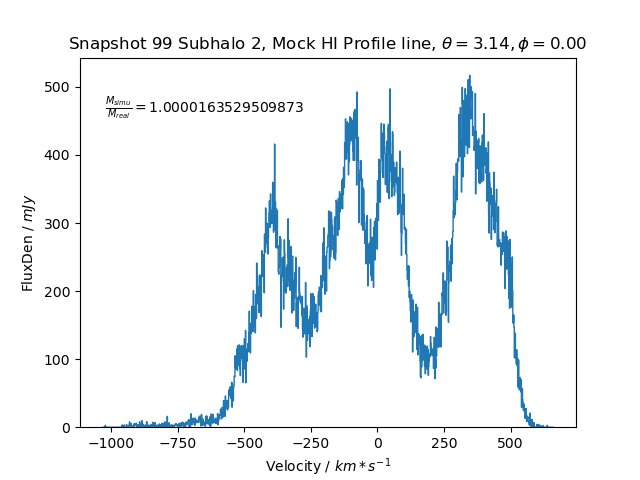 Snapshot 99 Subhalo 2, Mock HI Profile line, θ = 3.14, ϕ = 0.00
M_simu/M_real = 1.0000163529509873
FluxDen / mJy
500
400
300
200
100
0
−1000 −750 −500 −250 0 250 500
Velocity / km * s⁻¹